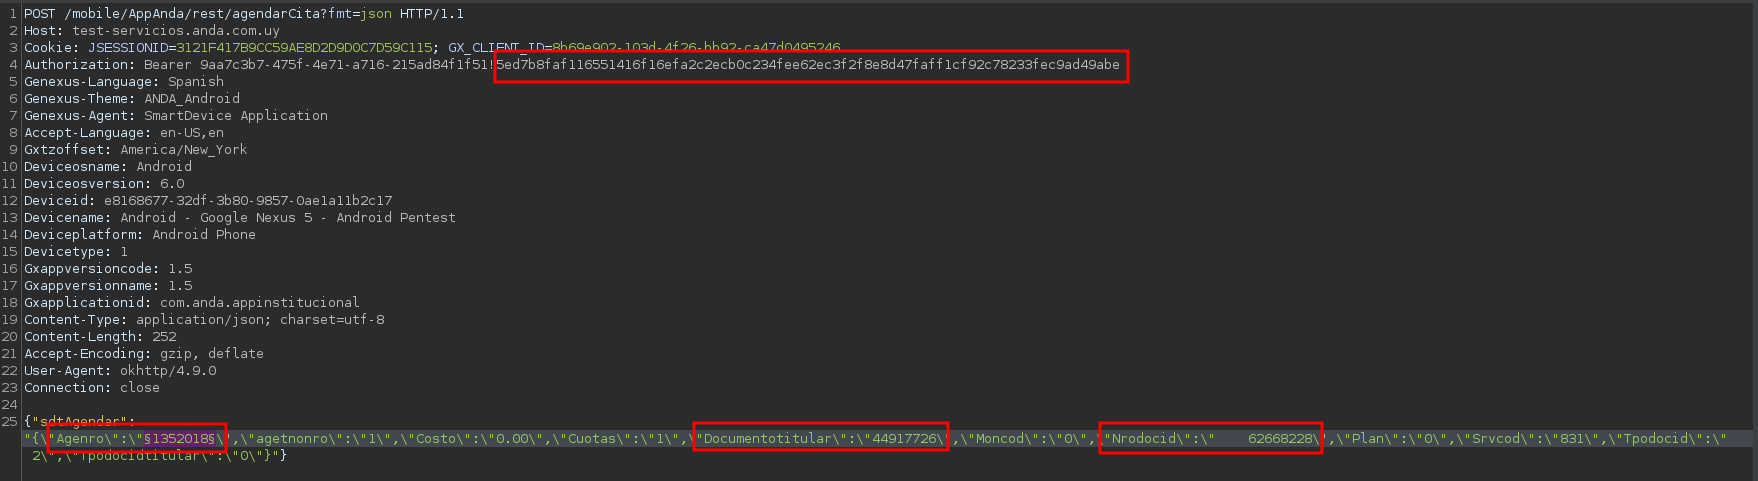 1 POST /mobile/AppAnda/rest/agendarCita?fmt=json HTTP/1.1
2 Host: test-servicios.anda.com.uy
3 Cookie: JSESSIONID=3121F417B9CC59AE8D2D9D0C7D59C115; GX_CLIENT_ID=8b69e902-103d-4f26-bb92-ca47d0495246
4 Authorization: Bearer 9aa7c3b7-475f-4e71-a716-215ad84f1f51!5ed7b8faf116551416f16efa2c2ecb0c234fee62ec3f2f8e8d47faff1cf92c78233fec9ad49abe
5 Genexus-Language: Spanish
6 Genexus-Theme: ANDA_Android
7 Genexus-Agent: SmartDevice Application
8 Accept-Language: en-US,en
9 Gxtzoffset: America/New_York
10 Deviceosname: Android
11 Deviceosversion: 6.0
12 Deviceid: e8168677-32df-3b80-9857-0ae1a11b2c17
13 Devicename: Android - Google Nexus 5 - Android Pentest
14 Deviceplatform: Android Phone
15 Devicetype: 1
16 Gxappversioncode: 1.5
17 Gxappversionname: 1.5
18 Gxapplicationid: com.anda.appinstitucional
19 Content-Type: application/json; charset=utf-8
20 Content-Length: 252
21 Accept-Encoding: gzip, deflate
22 User-Agent: okhttp/4.9.0
23 Connection: close
24
25 {"sdtAgendar":
"{\"Agenro\":\"§1352018§\",\"agetnonro\":\"1\",\"Costo\":\"0.00\",\"Cuotas\":\"1\",\"Documentotitular\":\"44917726\",\"Moncod\":\"0\",\"Nrodocid\":\"    62668228\",\"Plan\":\"0\",\"Srvcod\":\"831\",\"Tpodocid\":\"
2\",\"Tpodocidtitular\":\"0\"}"}